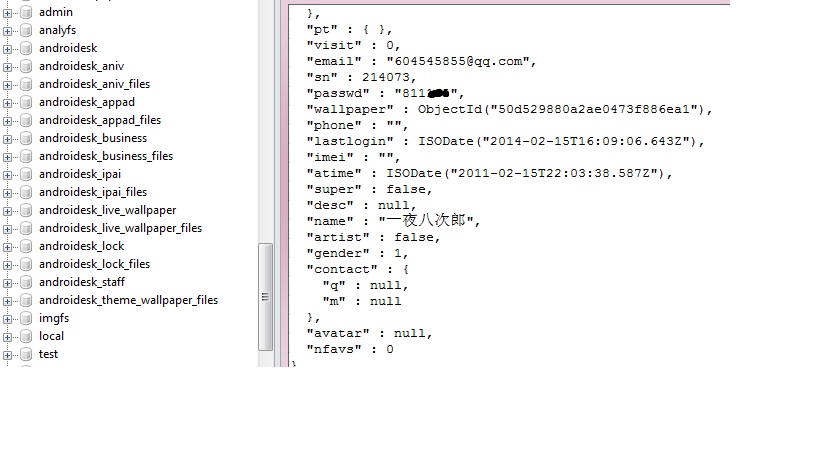 admin
analyfs
androidesk
androidesk_aniv
androidesk_aniv_files
androidesk_appad
androidesk_appad_files
androidesk_business
androidesk_business_files
androidesk_ipai
androidesk_ipai_files
androidesk_live_wallpaper
androidesk_live_wallpaper_files
androidesk_lock
androidesk_lock_files
androidesk_staff
androidesk_theme_wallpaper_files
imgfs
local
test
},
"pt" : { },
"visit" : 0,
"email" : "604545855@qq.com",
"sn" : 214073,
"passwd" : "811
"wallpaper" : ObjectId("50d529880a2ae0473f886ea1"),
"phone" : "",
"lastlogin" : ISODate("2014-02-15T16:09:06.643Z"),
"imei" : "",
"atime" : ISODate("2011-02-15T22:03:38.587Z"),
"super" : false,
"desc" : null,
"name" : "一夜八次郎",
"artist" : false,
"gender" : 1,
"contact" : {
"q" : null,
"m" : null
},
"avatar" : null,
"nfavs" : 0
}